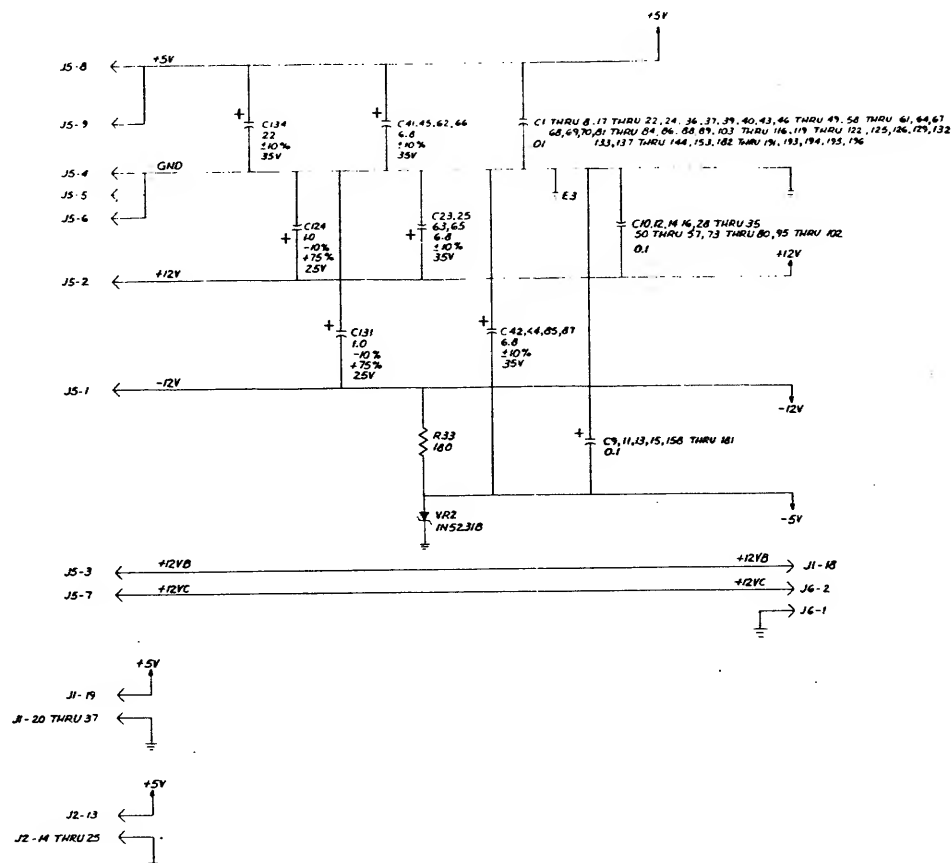 +5V
J5-8
+5V
J5-9
C134
22
±10%
35V
C41,45,62,66
6.8
±10%
35V
C1 THRU 8,17 THRU 22,24,36,37,39,40,43,46 THRU 49,58 THRU 61,64,67
68,69,70,81 THRU 84,86,88,89,103 THRU 116,119 THRU 122,125,126,129,132
133,137 THRU 144,153,182 THRU 191,193,194,195,196
J5-4
GND
J5-5
J5-6
E3
C124
1.0
-10%
+75%
25V
C23,25
63,65
6.8
±10%
35V
C10,12,14 16,28 THRU 35
50 THRU 57,73 THRU 80,95 THRU 102
0.1
+12V
J5-2
+12V
C131
1.0
-10%
+75%
25V
C42,44,85,87
6.8
±10%
35V
J5-1
-12V
-12V
R33
180
C9,11,13,15,158 THRU 181
0.1
-5V
VR2
1N5231B
J5-3
+12VB
+12VB
J1-18
J5-7
+12VC
+12VC
J6-2
J6-1
+5V
J1-19
J1-20 THRU 37
+5V
J2-13
J2-14 THRU 25